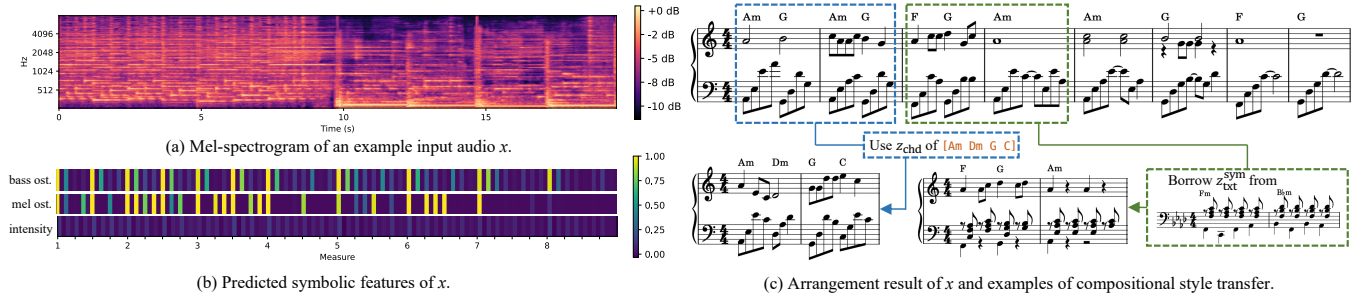 +0 dB
-2 dB
-5 dB
-8 dB
-10 dB
4096
2048
1024
512
Hz
0 5 10 15
Time (s)
(a) Mel-spectrogram of an example input audio x.
bass ost.
mel ost.
intensity
1.00
0.75
0.50
0.25
0.00
1 2 3 4 5 6 7 8
Measure
(b) Predicted symbolic features of x.
Am G Am G F G Am Am G F G
Use z_chd of [Am Dm G C]
Am Dm G C
F G Am
Borrow z_txt^sym from
Fm B♭m
(c) Arrangement result of x and examples of compositional style transfer.